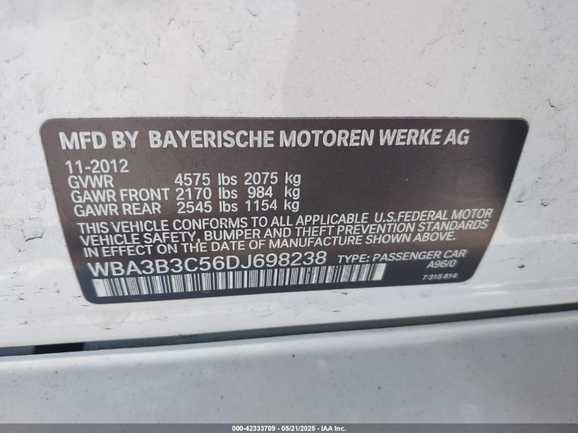 MFD BY BAYERISCHE MOTOREN WERKE AG
11-2012
GVWR 4575 lbs 2075 kg
GAWR FRONT 2170 lbs 984 kg
GAWR REAR 2545 lbs 1154 kg
THIS VEHICLE CONFORMS TO ALL APPLICABLE U.S.FEDERAL MOTOR
VEHICLE SAFETY, BUMPER, AND THEFT PREVENTION STANDARDS
IN EFFECT ON THE DATE OF MANUFACTURE SHOWN ABOVE.
WBA3B3C56DJ698238 TYPE: PASSENGER CAR
A96/0
7 315 814
000-42333709 - 05/21/2025 - IAA Inc.